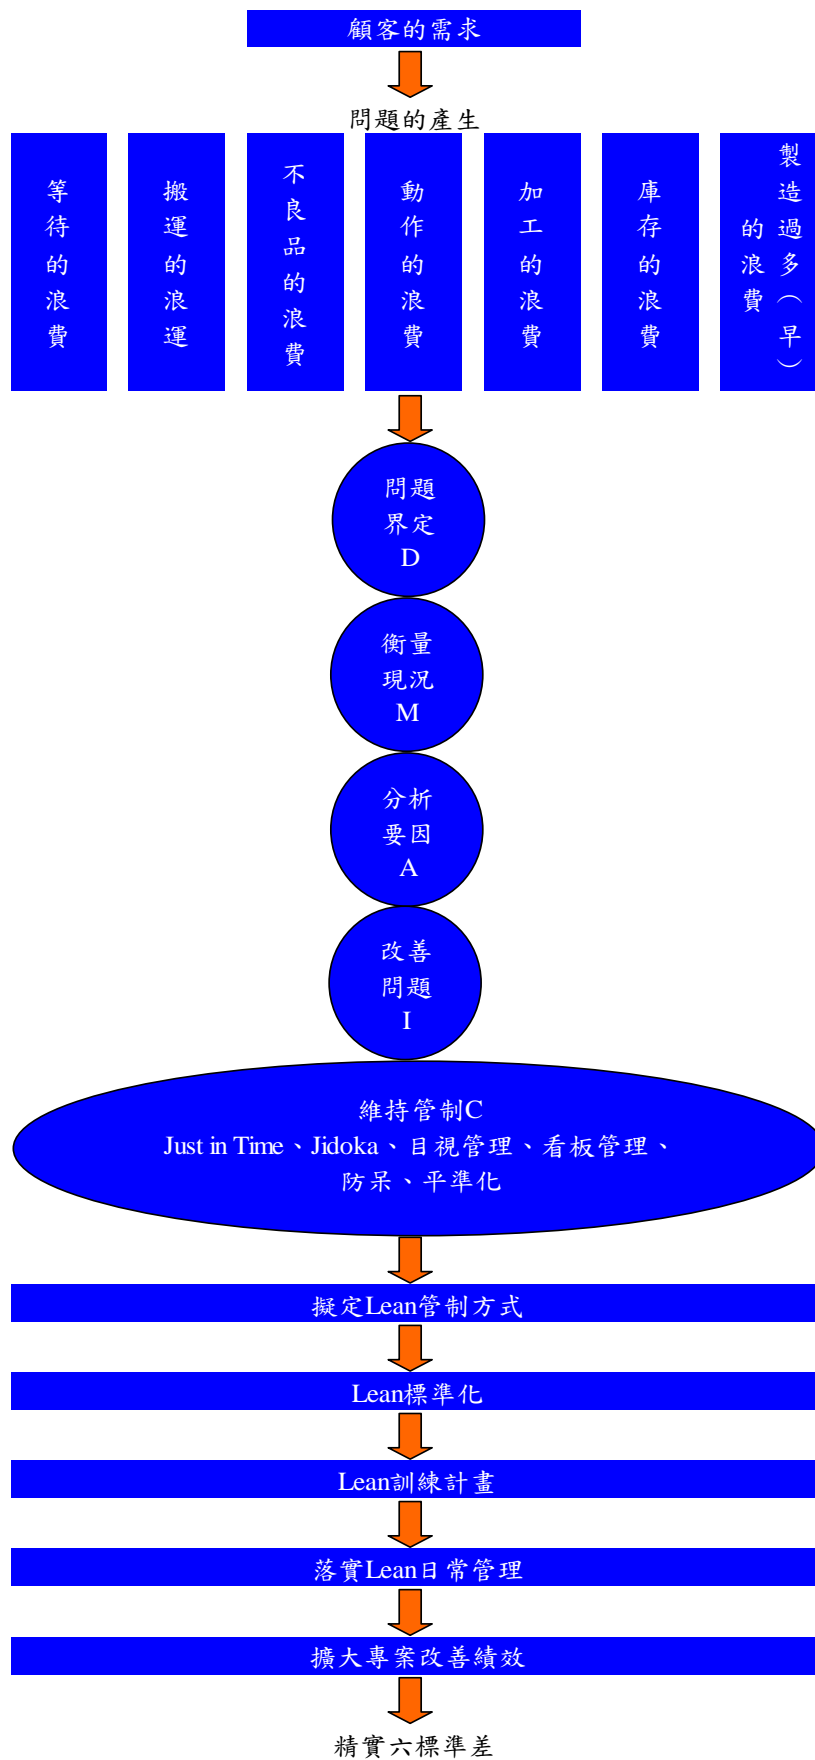 顧客的需求
問題的產生
等待的浪費
搬運的浪運
不良品的浪費
動作的浪費
加工的浪費
庫存的浪費
製造過多（早）
的浪費
問題
界定
D
衡量
現況
M
分析
要因
A
改善
問題
I
維持管制C
Just in Time、Jidoka、目視管理、看板管理、
防呆、平準化
擬定Lean管制方式
Lean標準化
Lean訓練計畫
落實Lean日常管理
擴大專案改善績效
精實六標準差